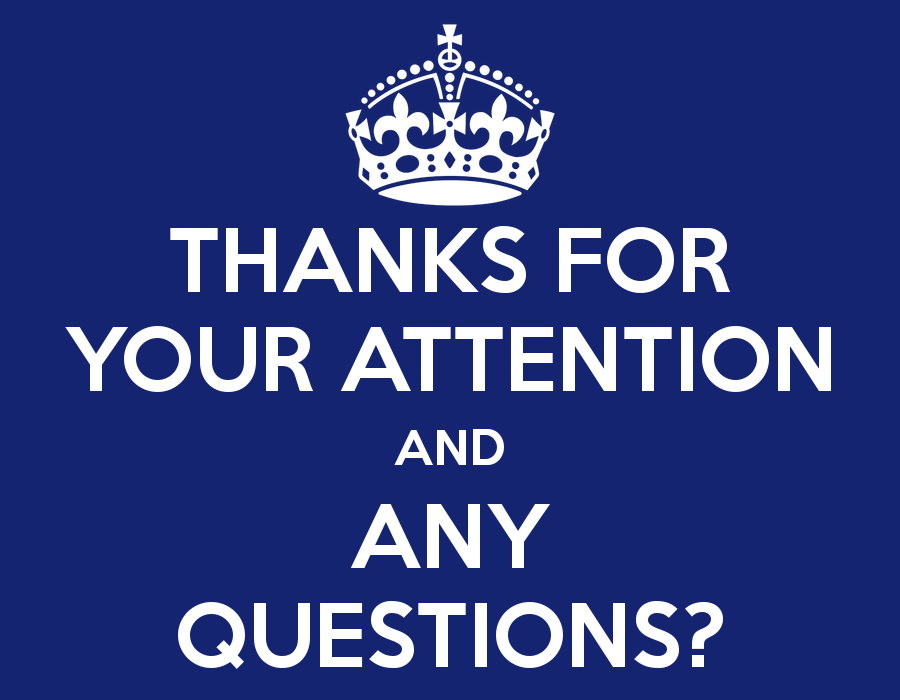 THANKS FOR
YOUR ATTENTION
AND
ANY
QUESTIONS?